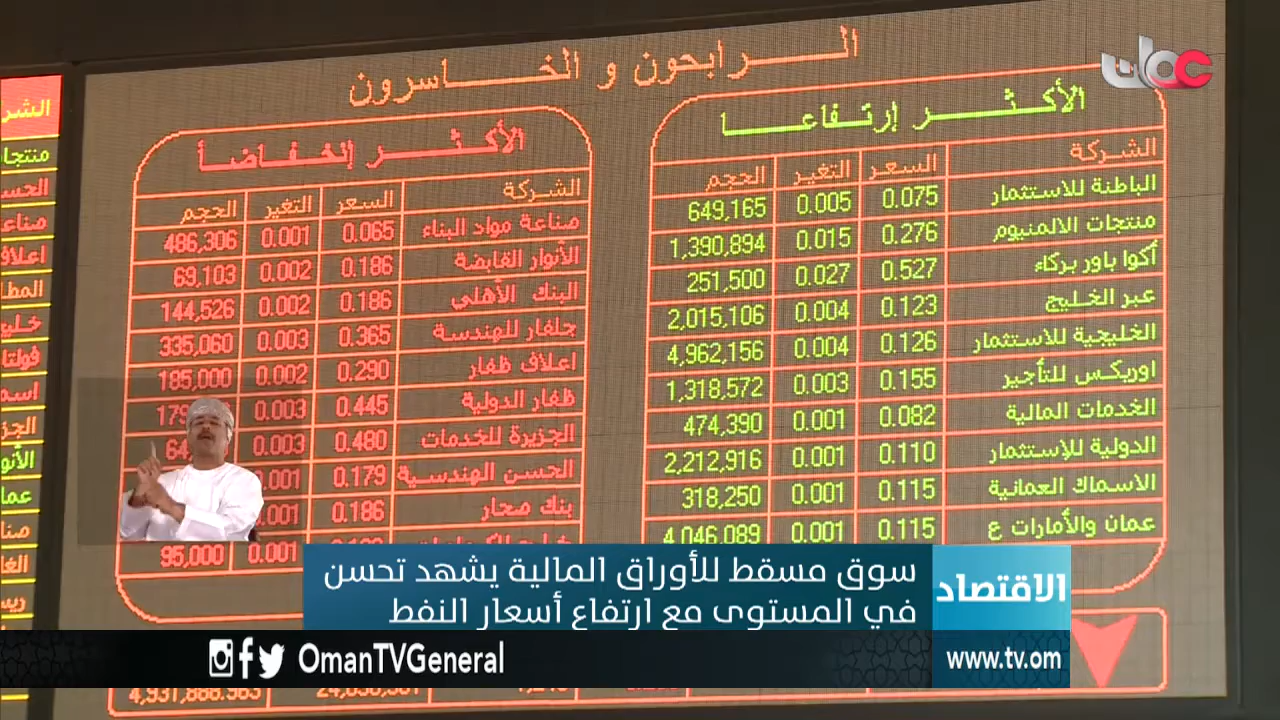 عمان
الرابحون و الخاسرون
الأكثر إرتفاعا
الشركة السعر التغير الحجم
الباطنة للاستثمار 0.075 0.005 649,165
منتجات الالمنيوم 0.276 0.015 1,390,894
أكوا باور بركاء 0.527 0.027 251,500
عبر الخليج 0.123 0.004 2,015,106
الخليجية للاستثمار 0.126 0.004 4,962,156
اوريكس للتأجير 0.155 0.003 1,318,572
الخدمات المالية 0.082 0.001 474,390
الدولية للإستثمار 0.110 0.001 2,212,916
الاسماك العمانية 0.115 0.001 318,250
عمان والأمارات ع 0.115 0.001 4,046,089
الأكثر إنخفاضأ
الشركة السعر التغير الحجم
صناعة مواد البناء 0.065 0.001 486,306
الأنوار القابضة 0.186 0.002 69,103
البنك الأهلي 0.186 0.002 144,526
جلفار للهندسة 0.365 0.003 335,060
اعلاف ظفار 0.290 0.002 185,000
ظفار الدولية 0.445 0.003
الجزيرة للخدمات 0.480 0.003
الحسن الهندسية 0.179
بنك صحار 0.186
0.001 95,000
الاقتصاد
سوق مسقط للأوراق المالية يشهد تحسن
في المستوى مع ارتفاع أسعار النفط
OmanTVGeneral
www.tv.om